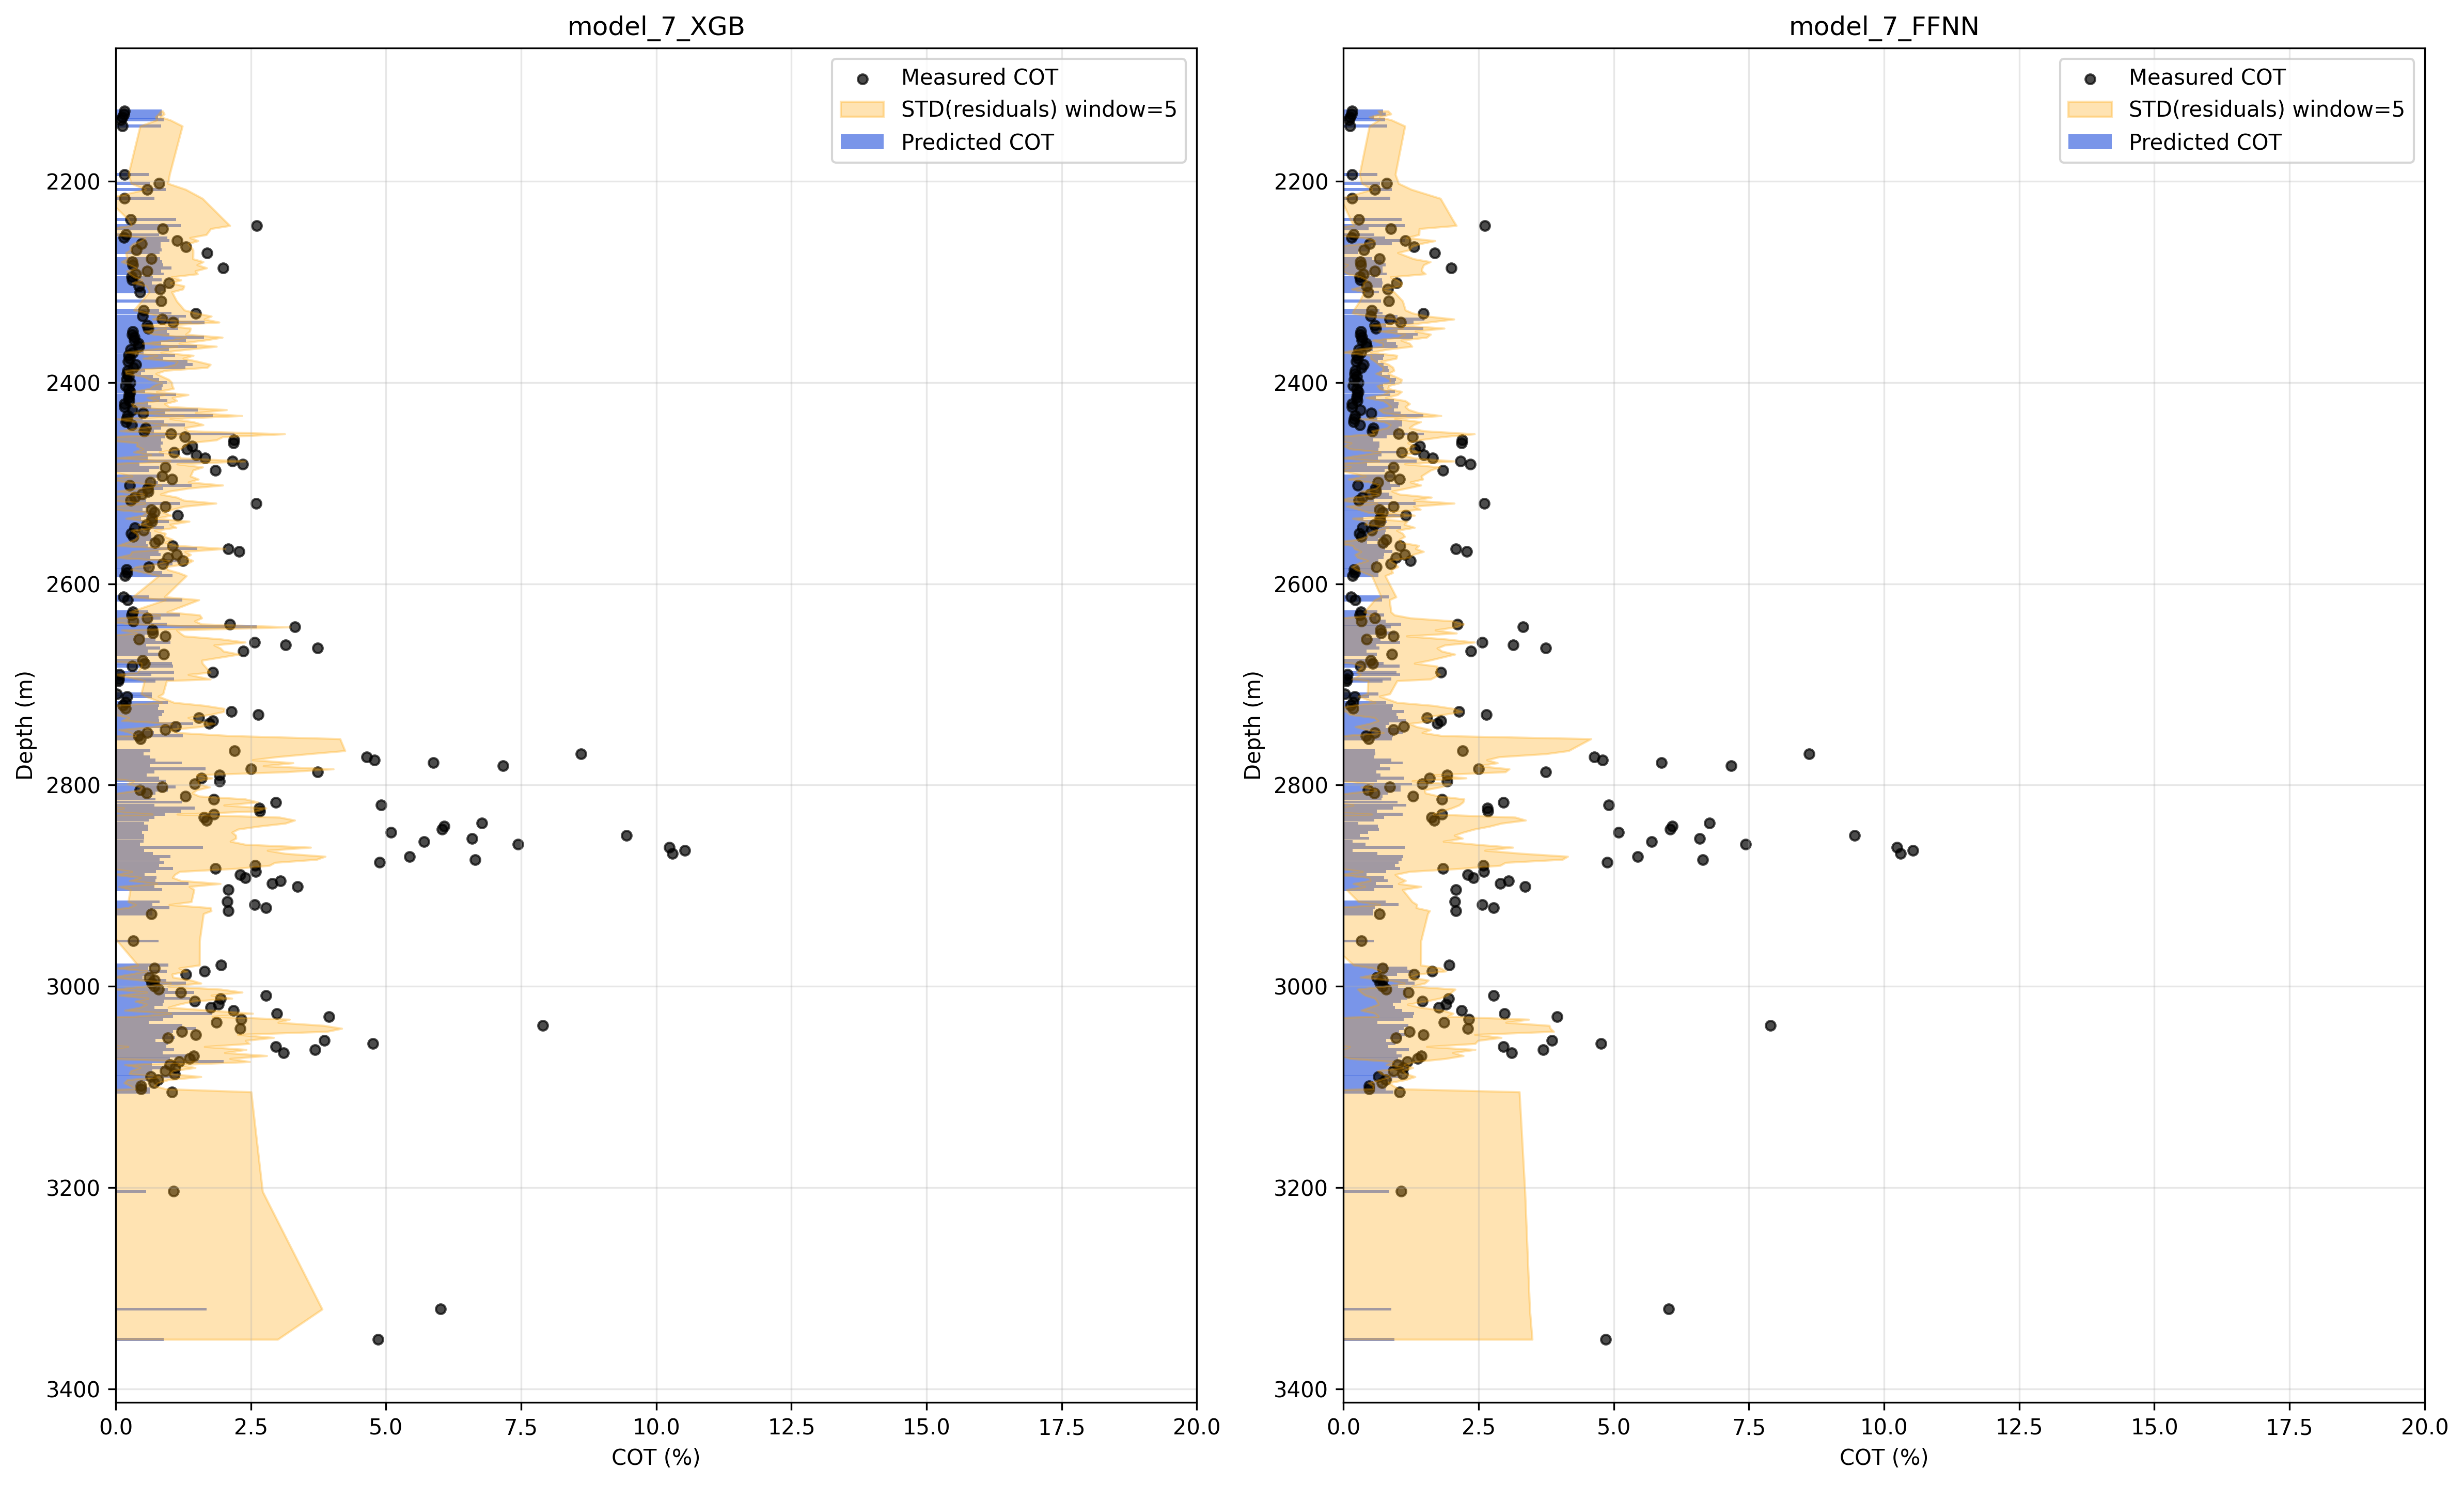 model_7_XGB
Measured COT
STD(residuals) window=5
Predicted COT
Depth (m)
2200
2400
2600
2800
3000
3200
3400
0.0 2.5 5.0 7.5 10.0 12.5 15.0 17.5 20.0
COT (%)
model_7_FFNN
Measured COT
STD(residuals) window=5
Predicted COT
Depth (m)
2200
2400
2600
2800
3000
3200
3400
0.0 2.5 5.0 7.5 10.0 12.5 15.0 17.5 20.0
COT (%)